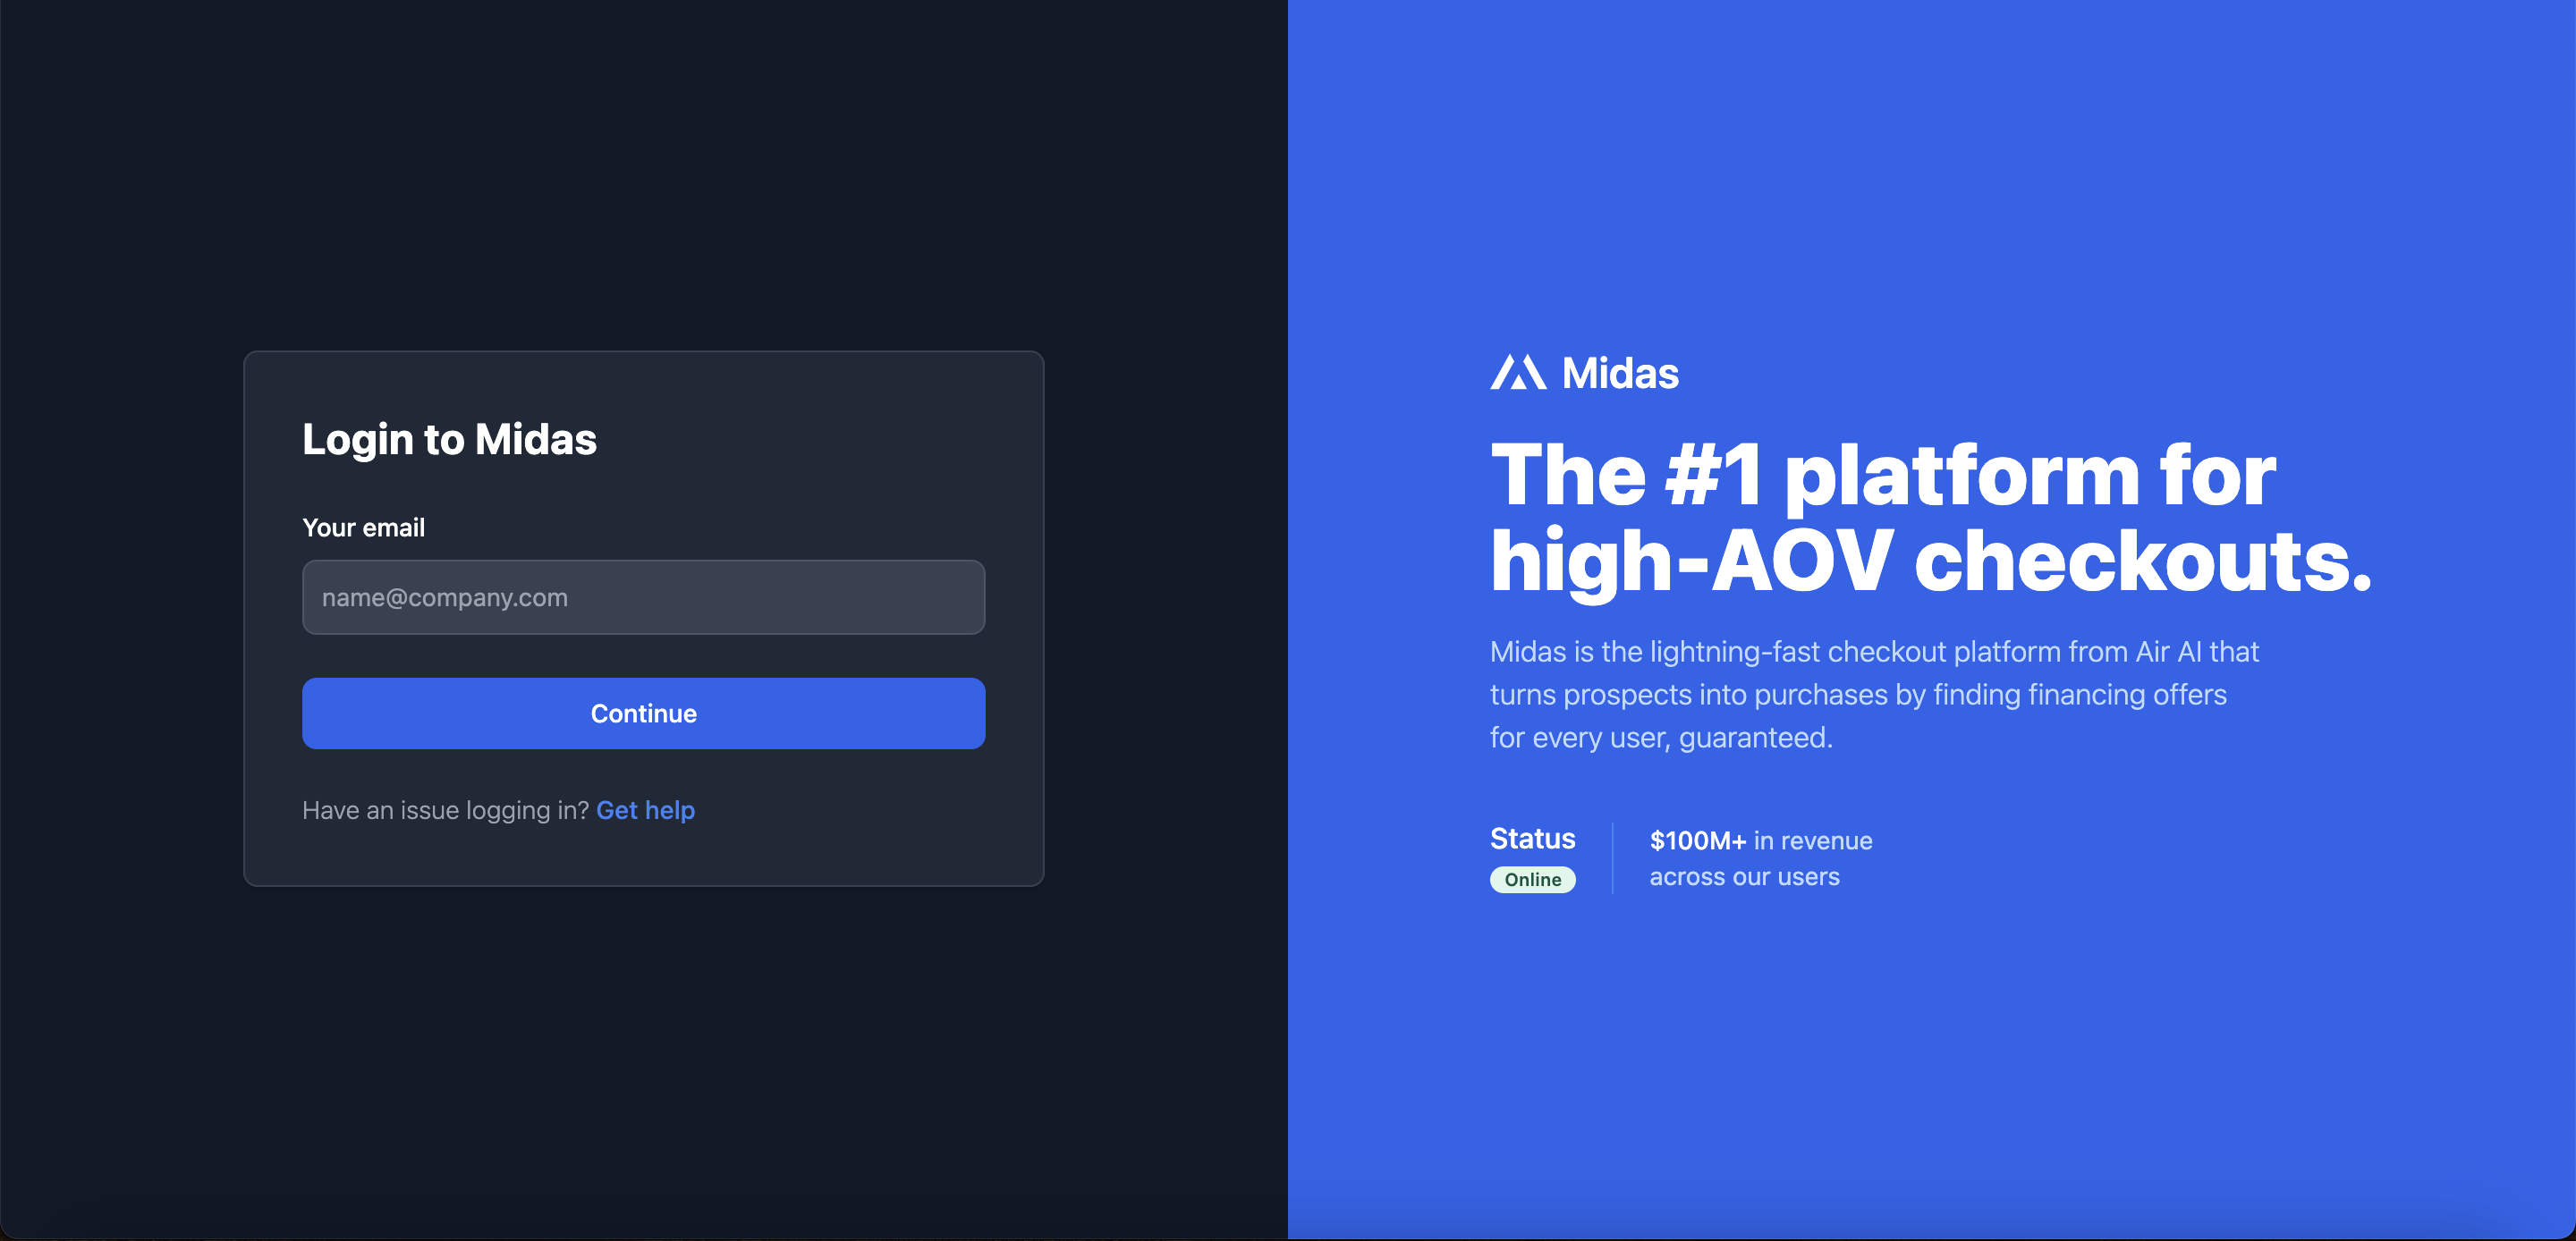 Login to Midas
Your email
name@company.com
Continue
Have an issue logging in? Get help
Midas
The #1 platform for
high-AOV checkouts.
Midas is the lightning-fast checkout platform from Air AI that
turns prospects into purchases by finding financing offers
for every user, guaranteed.
Status
Online
$100M+ in revenue
across our users